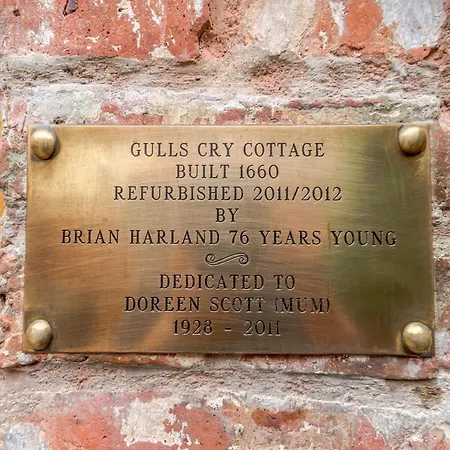 GULLS CRY COTTAGE
BUILT 1660
REFURBISHED 2011/2012
BY
BRIAN HARLAND 76 YEARS YOUNG
DEDICATED TO
DOREEN SCOTT (MUM)
1928 - 2011